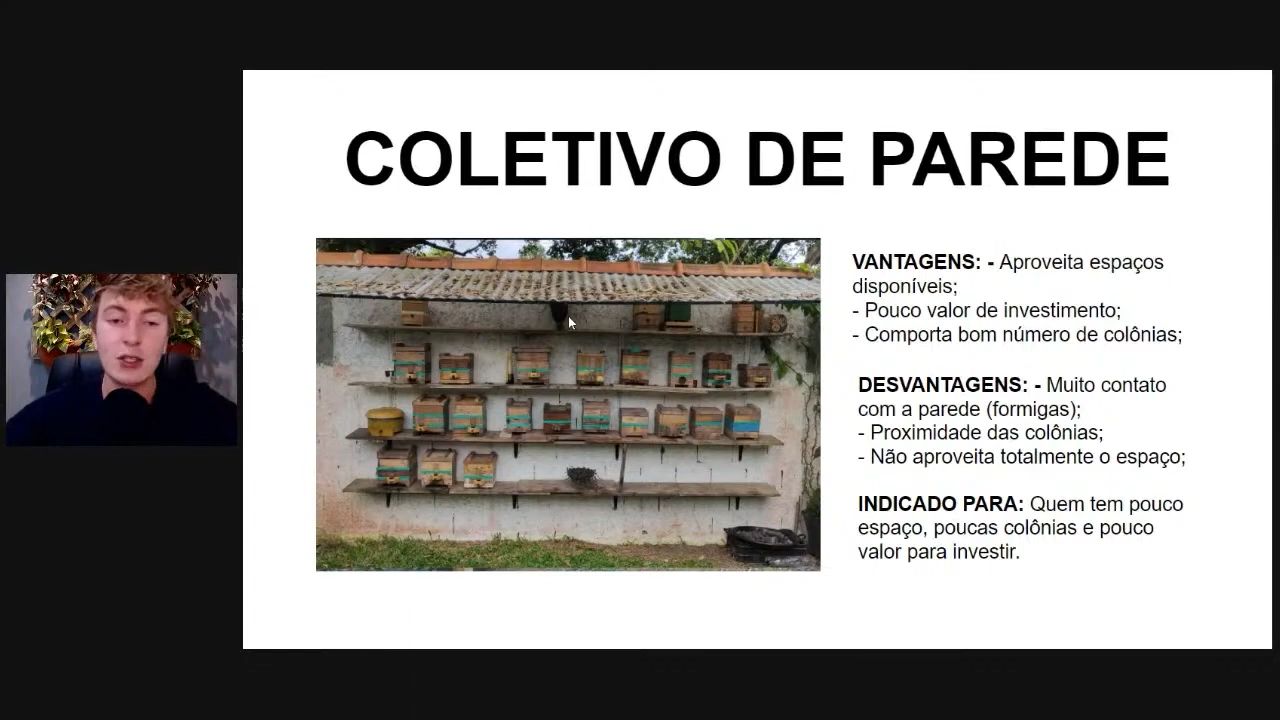 COLETIVO DE PAREDE
VANTAGENS: - Aproveita espaços
disponíveis;
- Pouco valor de investimento;
- Comporta bom número de colônias;
DESVANTAGENS: - Muito contato
com a parede (formigas);
- Proximidade das colônias;
- Não aproveita totalmente o espaço;
INDICADO PARA: Quem tem pouco
espaço, poucas colônias e pouco
valor para investir.